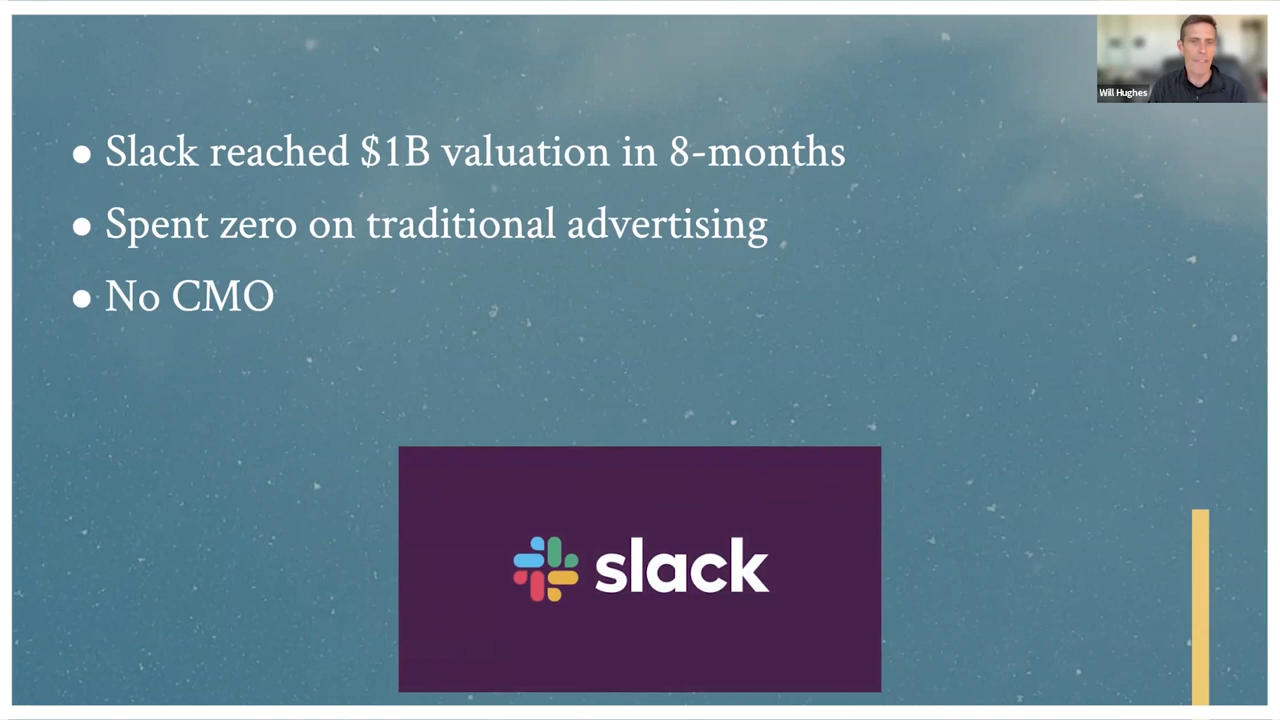 Will Hughes
● Slack reached $1B valuation in 8-months
● Spent zero on traditional advertising
● No CMO
slack